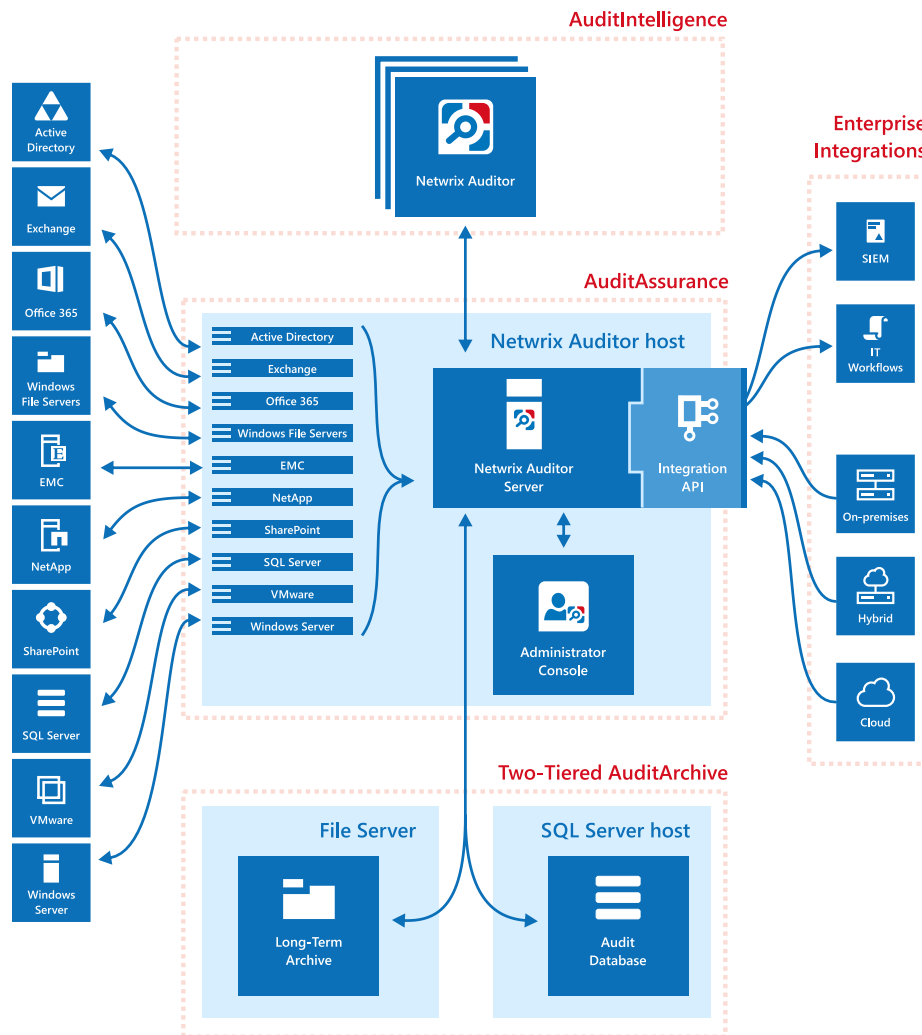 AuditIntelligence
Netwrix Auditor
Active
Directory
Exchange
Office 365
Windows
File Servers
EMC
NetApp
SharePoint
SQL Server
VMware
Windows
Server
AuditAssurance
Active Directory
Exchange
Office 365
Windows File Servers
EMC
NetApp
SharePoint
SQL Server
VMware
Windows Server
Netwrix Auditor host
Netwrix Auditor
Server
Integration
API
Administrator
Console
Enterprise
Integrations
SIEM
IT
Workflows
On-premises
Hybrid
Cloud
Two-Tiered AuditArchive
File Server
Long-Term
Archive
SQL Server host
Audit
Database